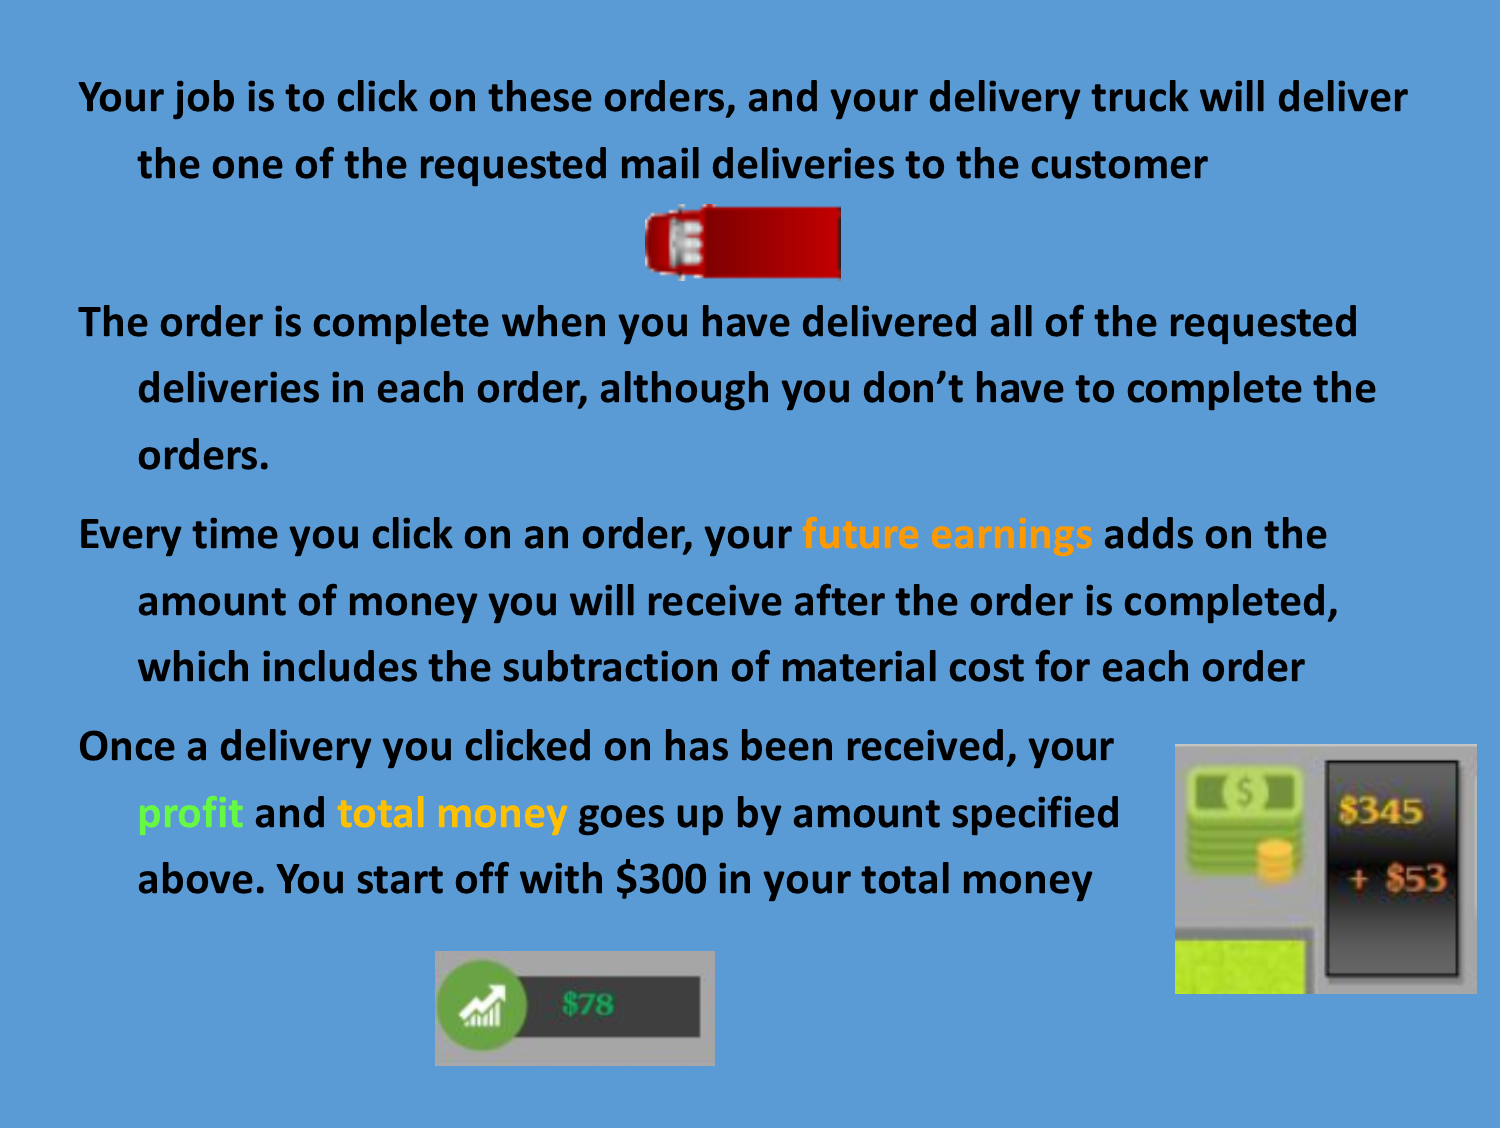 Your job is to click on these orders, and your delivery truck will deliver
the one of the requested mail deliveries to the customer
The order is complete when you have delivered all of the requested
deliveries in each order, although you don’t have to complete the
orders.
Every time you click on an order, your future earnings adds on the
amount of money you will receive after the order is completed,
which includes the subtraction of material cost for each order
Once a delivery you clicked on has been received, your
profit and total money goes up by amount specified
above. You start off with $300 in your total money
$
$345
+ $53
$78